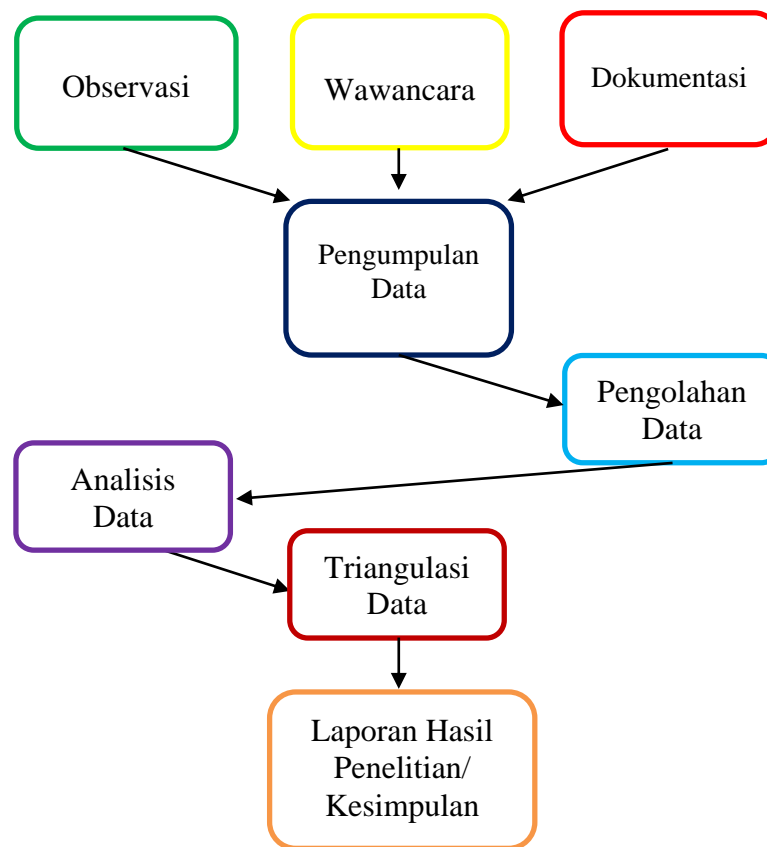 Observasi
Wawancara
Dokumentasi
Pengumpulan
Data
Pengolahan
Data
Analisis
Data
Triangulasi
Data
Laporan Hasil
Penelitian/
Kesimpulan